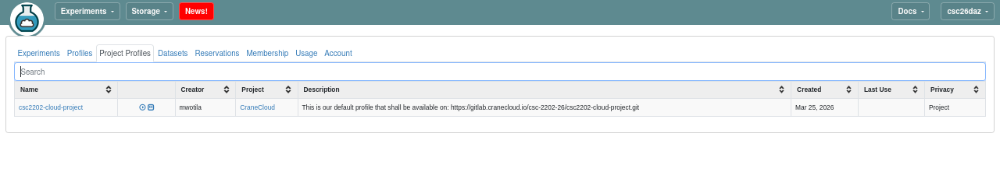 Experiments Storage News! Docs csc26daz
Experiments Profiles Project Profiles Datasets Reservations Membership Usage Account
Search
Name Creator Project Description Created Last Use Privacy
csc2202-cloud-project mwotila CraneCloud This is our default profile that shall be available on: https://gitlab.cranecloud.io/csc-2202-26/csc2202-cloud-project.git Mar 25, 2026 Project